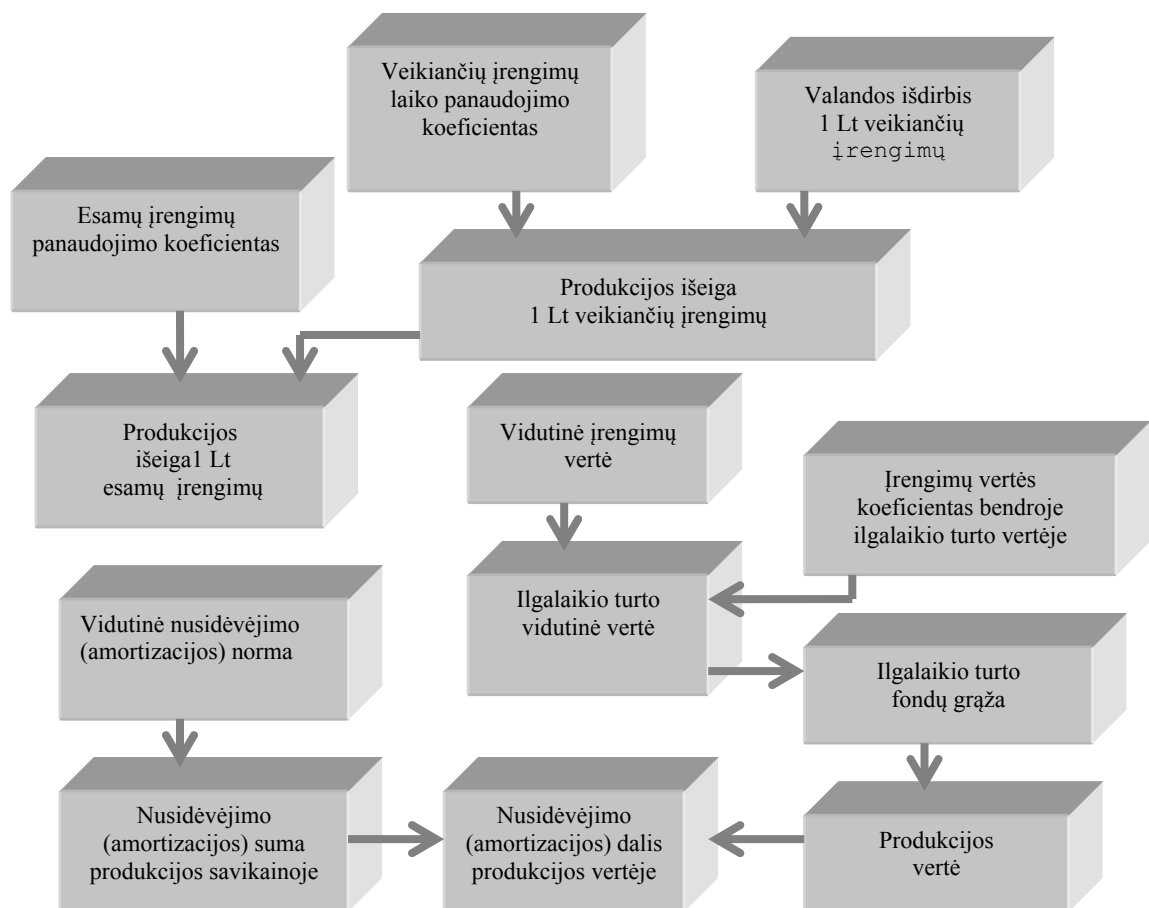 Veikiančių įrengimų
laiko panaudojimo
koeficientas
Valandos išdirbis
1 Lt veikiančių
įrengimų
Esamų įrengimų
panaudojimo koeficientas
Produkcijos išeiga
1 Lt veikiančių įrengimų
Produkcijos
išeiga1 Lt
esamų įrengimų
Vidutinė įrengimų
vertė
Įrengimų vertės
koeficientas bendroje
ilgalaikio turto vertėje
Ilgalaikio turto
vidutinė vertė
Vidutinė nusidėvėjimo
(amortizacijos) norma
Ilgalaikio turto
fondų grąža
Nusidėvėjimo
(amortizacijos) suma
produkcijos savikainoje
Nusidėvėjimo
(amortizacijos) dalis
produkcijos vertėje
Produkcijos
vertė